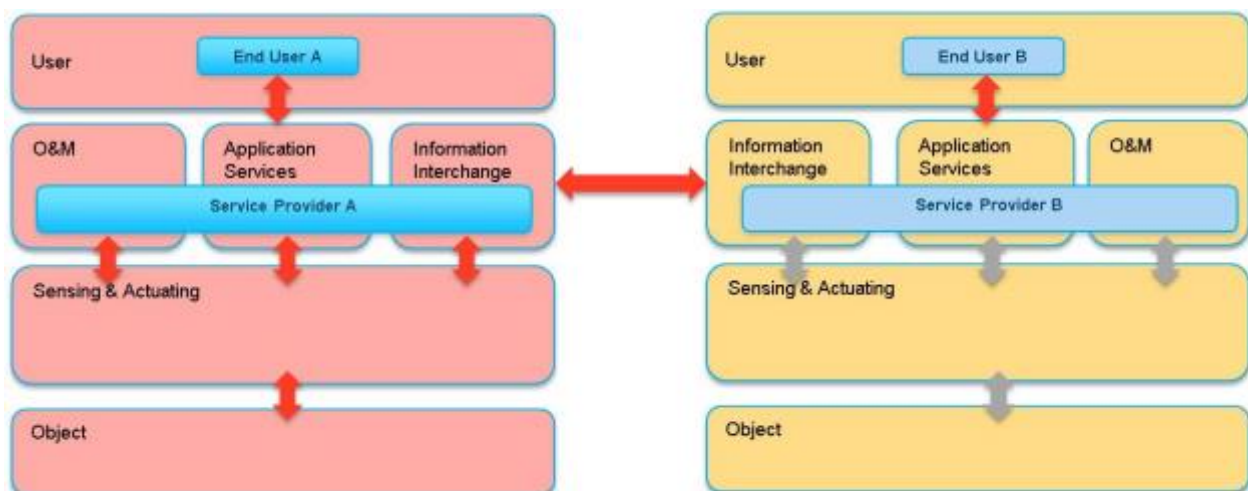 User
End User A
O&M
Application
Services
Information
Interchange
Service Provider A
Sensing & Actuating
Object
User
End User B
Information
Interchange
Application
Services
O&M
Service Provider B
Sensing & Actuating
Object